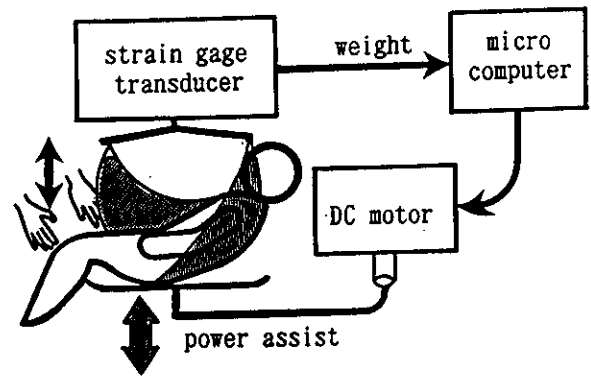 strain gage
transducer
weight
micro
computer
DC motor
power assist